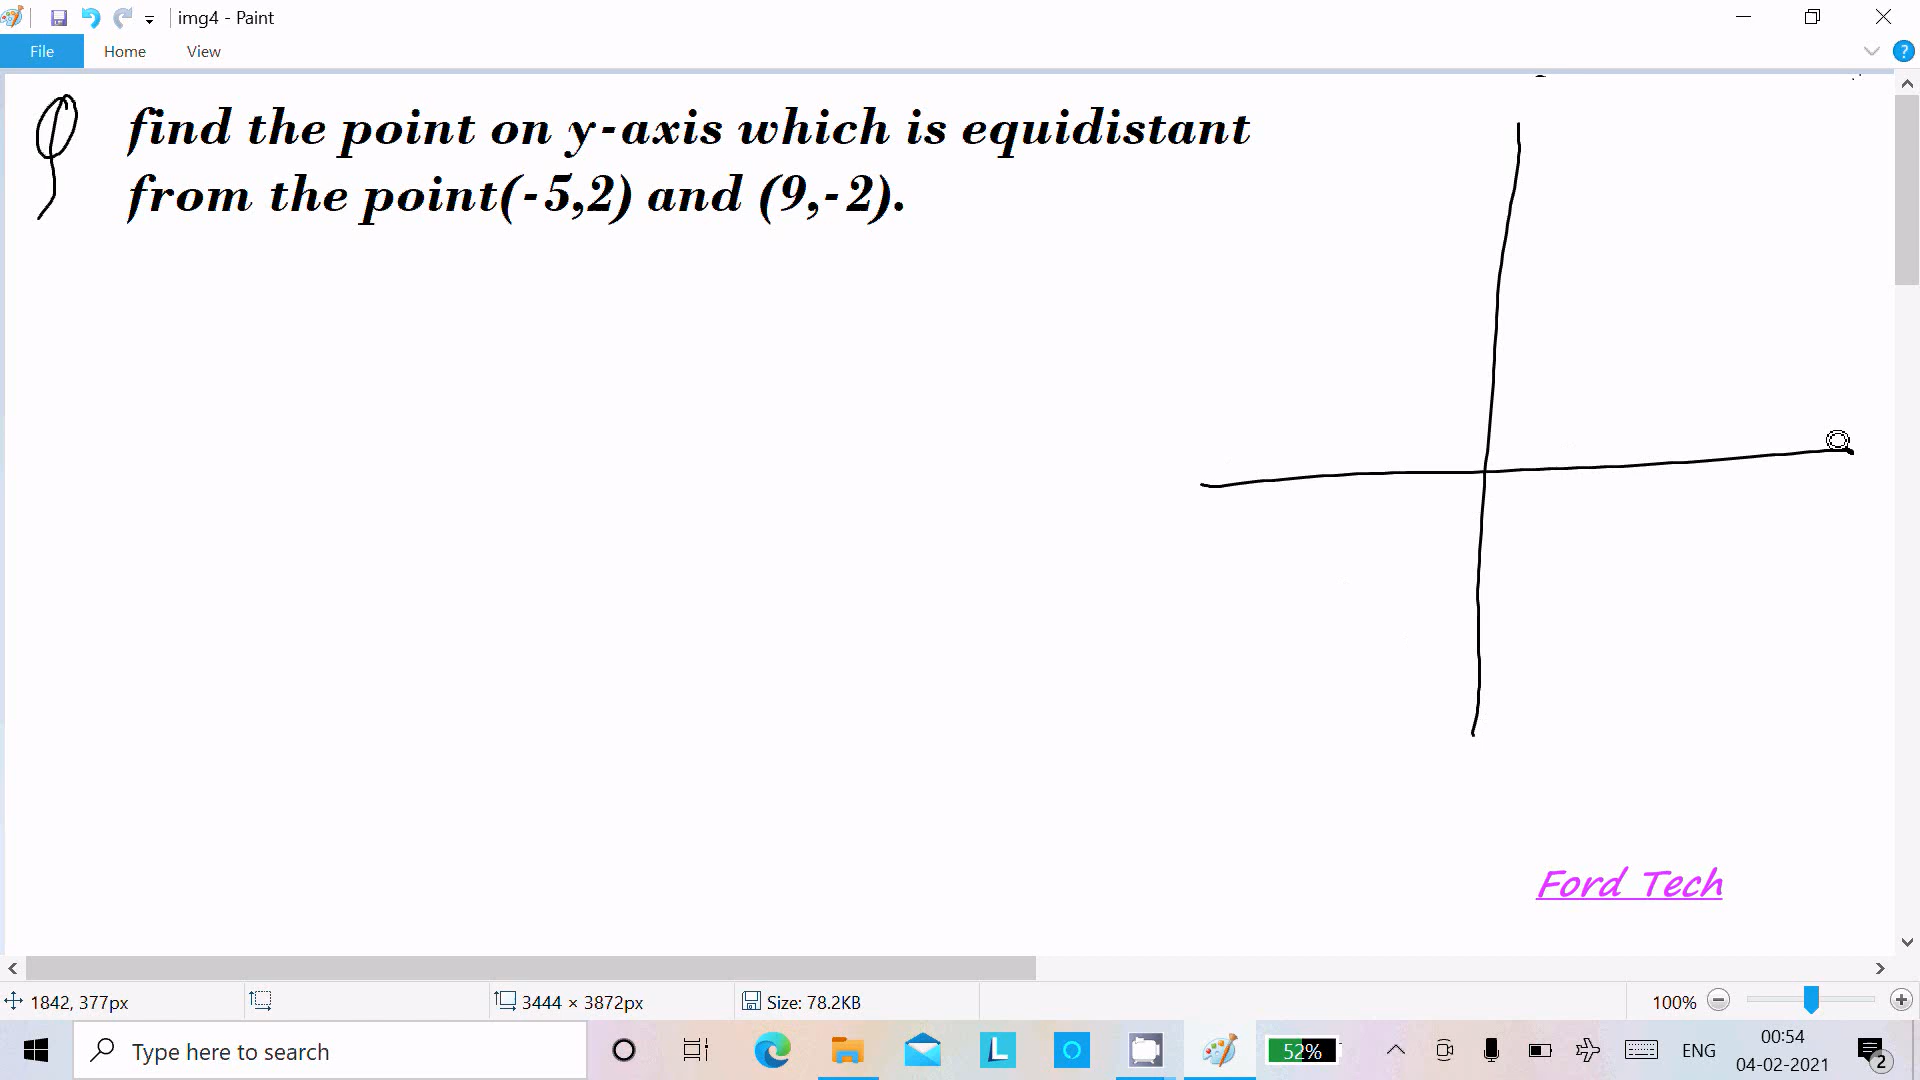 img4 - Paint
File Home View
find the point on y-axis which is equidistant
from the point(-5,2) and (9,-2).
Ford Tech
1842, 377px
3444 × 3872px
Size: 78.2KB
100%
Type here to search
52%
ENG
00:54
04-02-2021
2